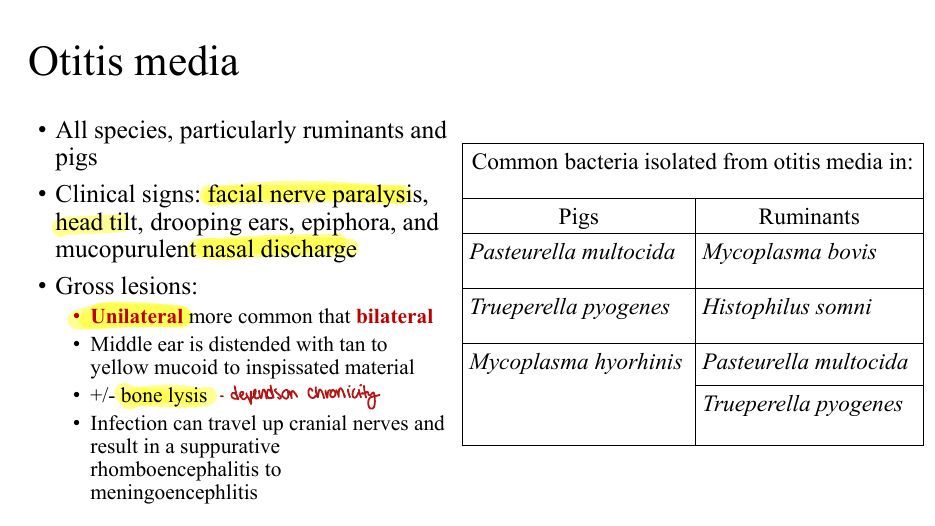 Otitis media
• All species, particularly ruminants and
pigs
• Clinical signs: facial nerve paralysis,
head tilt, drooping ears, epiphora, and
mucopurulent nasal discharge
• Gross lesions:
• Unilateral more common that bilateral
• Middle ear is distended with tan to
yellow mucoid to inspissated material
• +/- bone lysis - depends on chronicity
• Infection can travel up cranial nerves and
result in a suppurative
rhomboencephalitis to
meningoencephlitis
Common bacteria isolated from otitis media in:
Pigs Ruminants
Pasteurella multocida Mycoplasma bovis
Trueperella pyogenes Histophilus somni
Mycoplasma hyorhinis Pasteurella multocida
Trueperella pyogenes